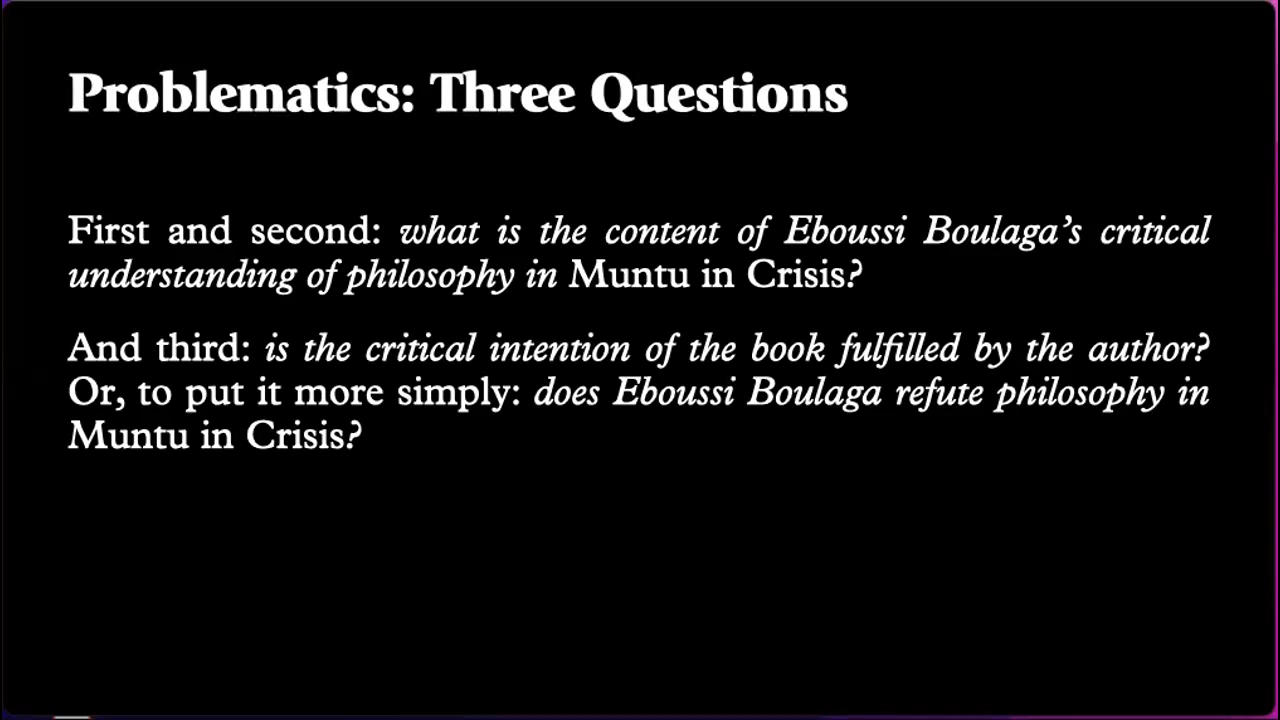 Problematics: Three Questions
First and second: what is the content of Eboussi Boulaga’s critical
understanding of philosophy in Muntu in Crisis?
And third: is the critical intention of the book fulfilled by the author?
Or, to put it more simply: does Eboussi Boulaga refute philosophy in
Muntu in Crisis?